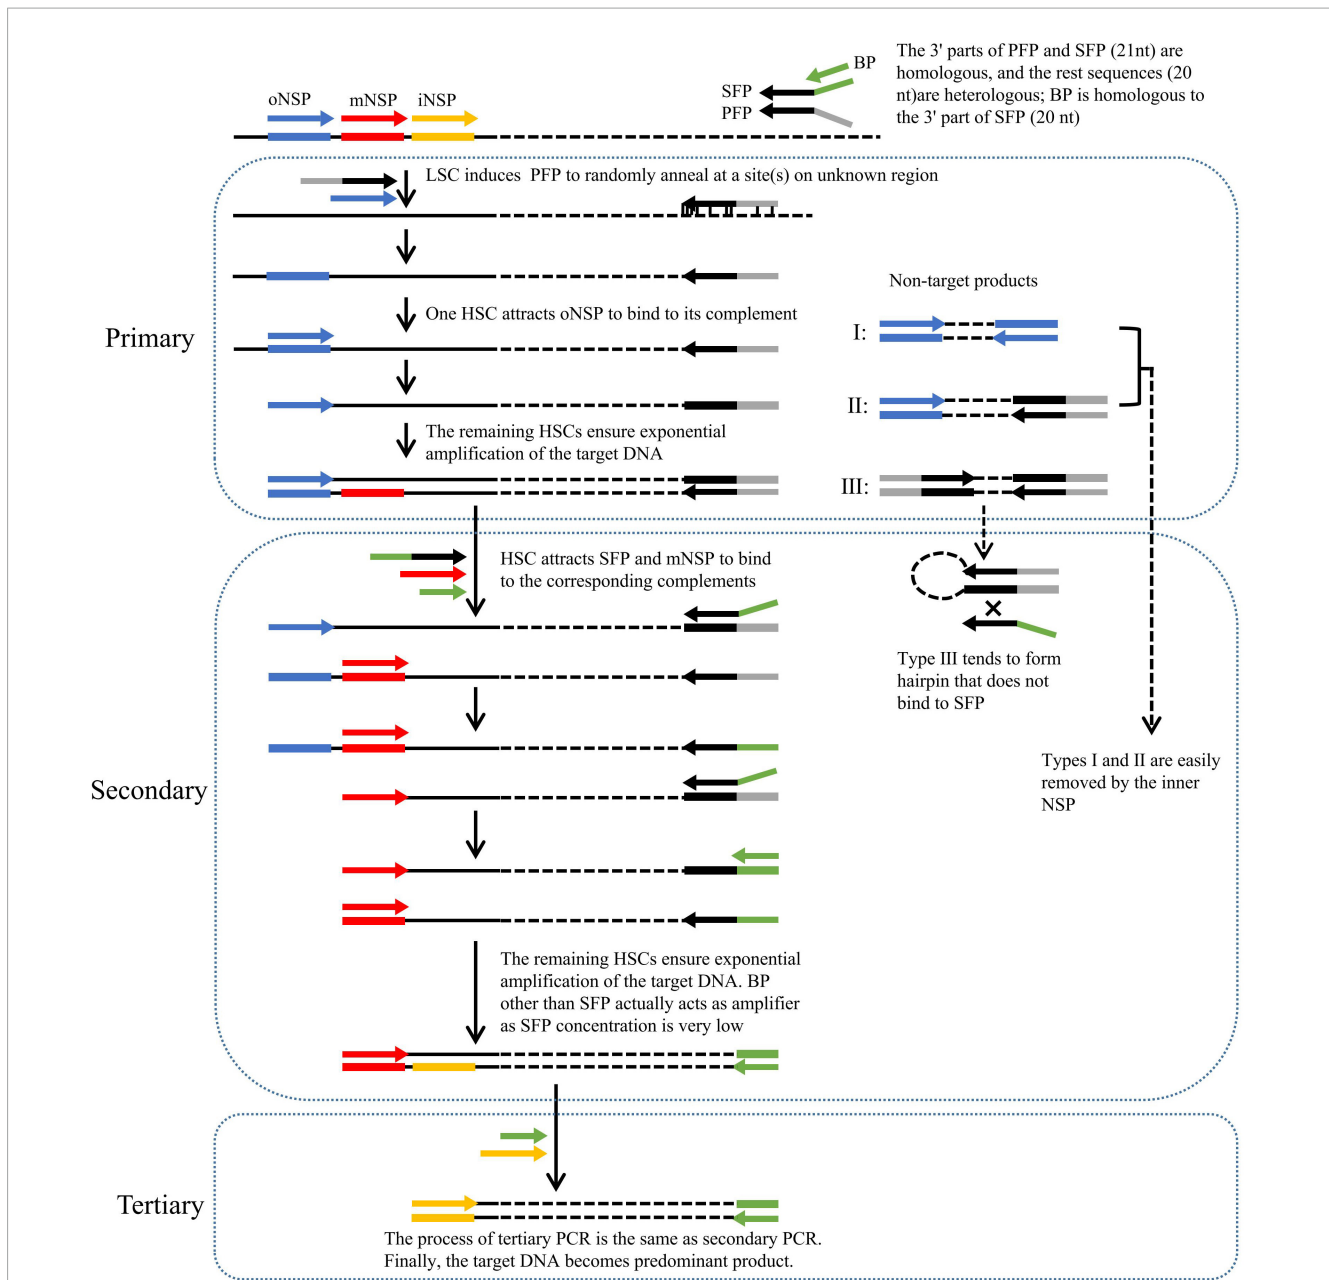 The 3' parts of PFP and SFP (21nt) are
homologous, and the rest sequences (20
nt)are heterologous; BP is homologous to
the 3' part of SFP (20 nt)
BP
SFP
PFP
oNSP
mNSP
iNSP
Primary
LSC induces PFP to randomly anneal at a site(s) on unknown region
One HSC attracts oNSP to bind to its complement
The remaining HSCs ensure exponential
amplification of the target DNA
Non-target products
I:
II:
III:
Secondary
HSC attracts SFP and mNSP to bind
to the corresponding complements
Type III tends to form
hairpin that does not
bind to SFP
Types I and II are easily
removed by the inner
NSP
The remaining HSCs ensure exponential
amplification of the target DNA. BP
other than SFP actually acts as amplifier
as SFP concentration is very low
Tertiary
The process of tertiary PCR is the same as secondary PCR.
Finally, the target DNA becomes predominant product.